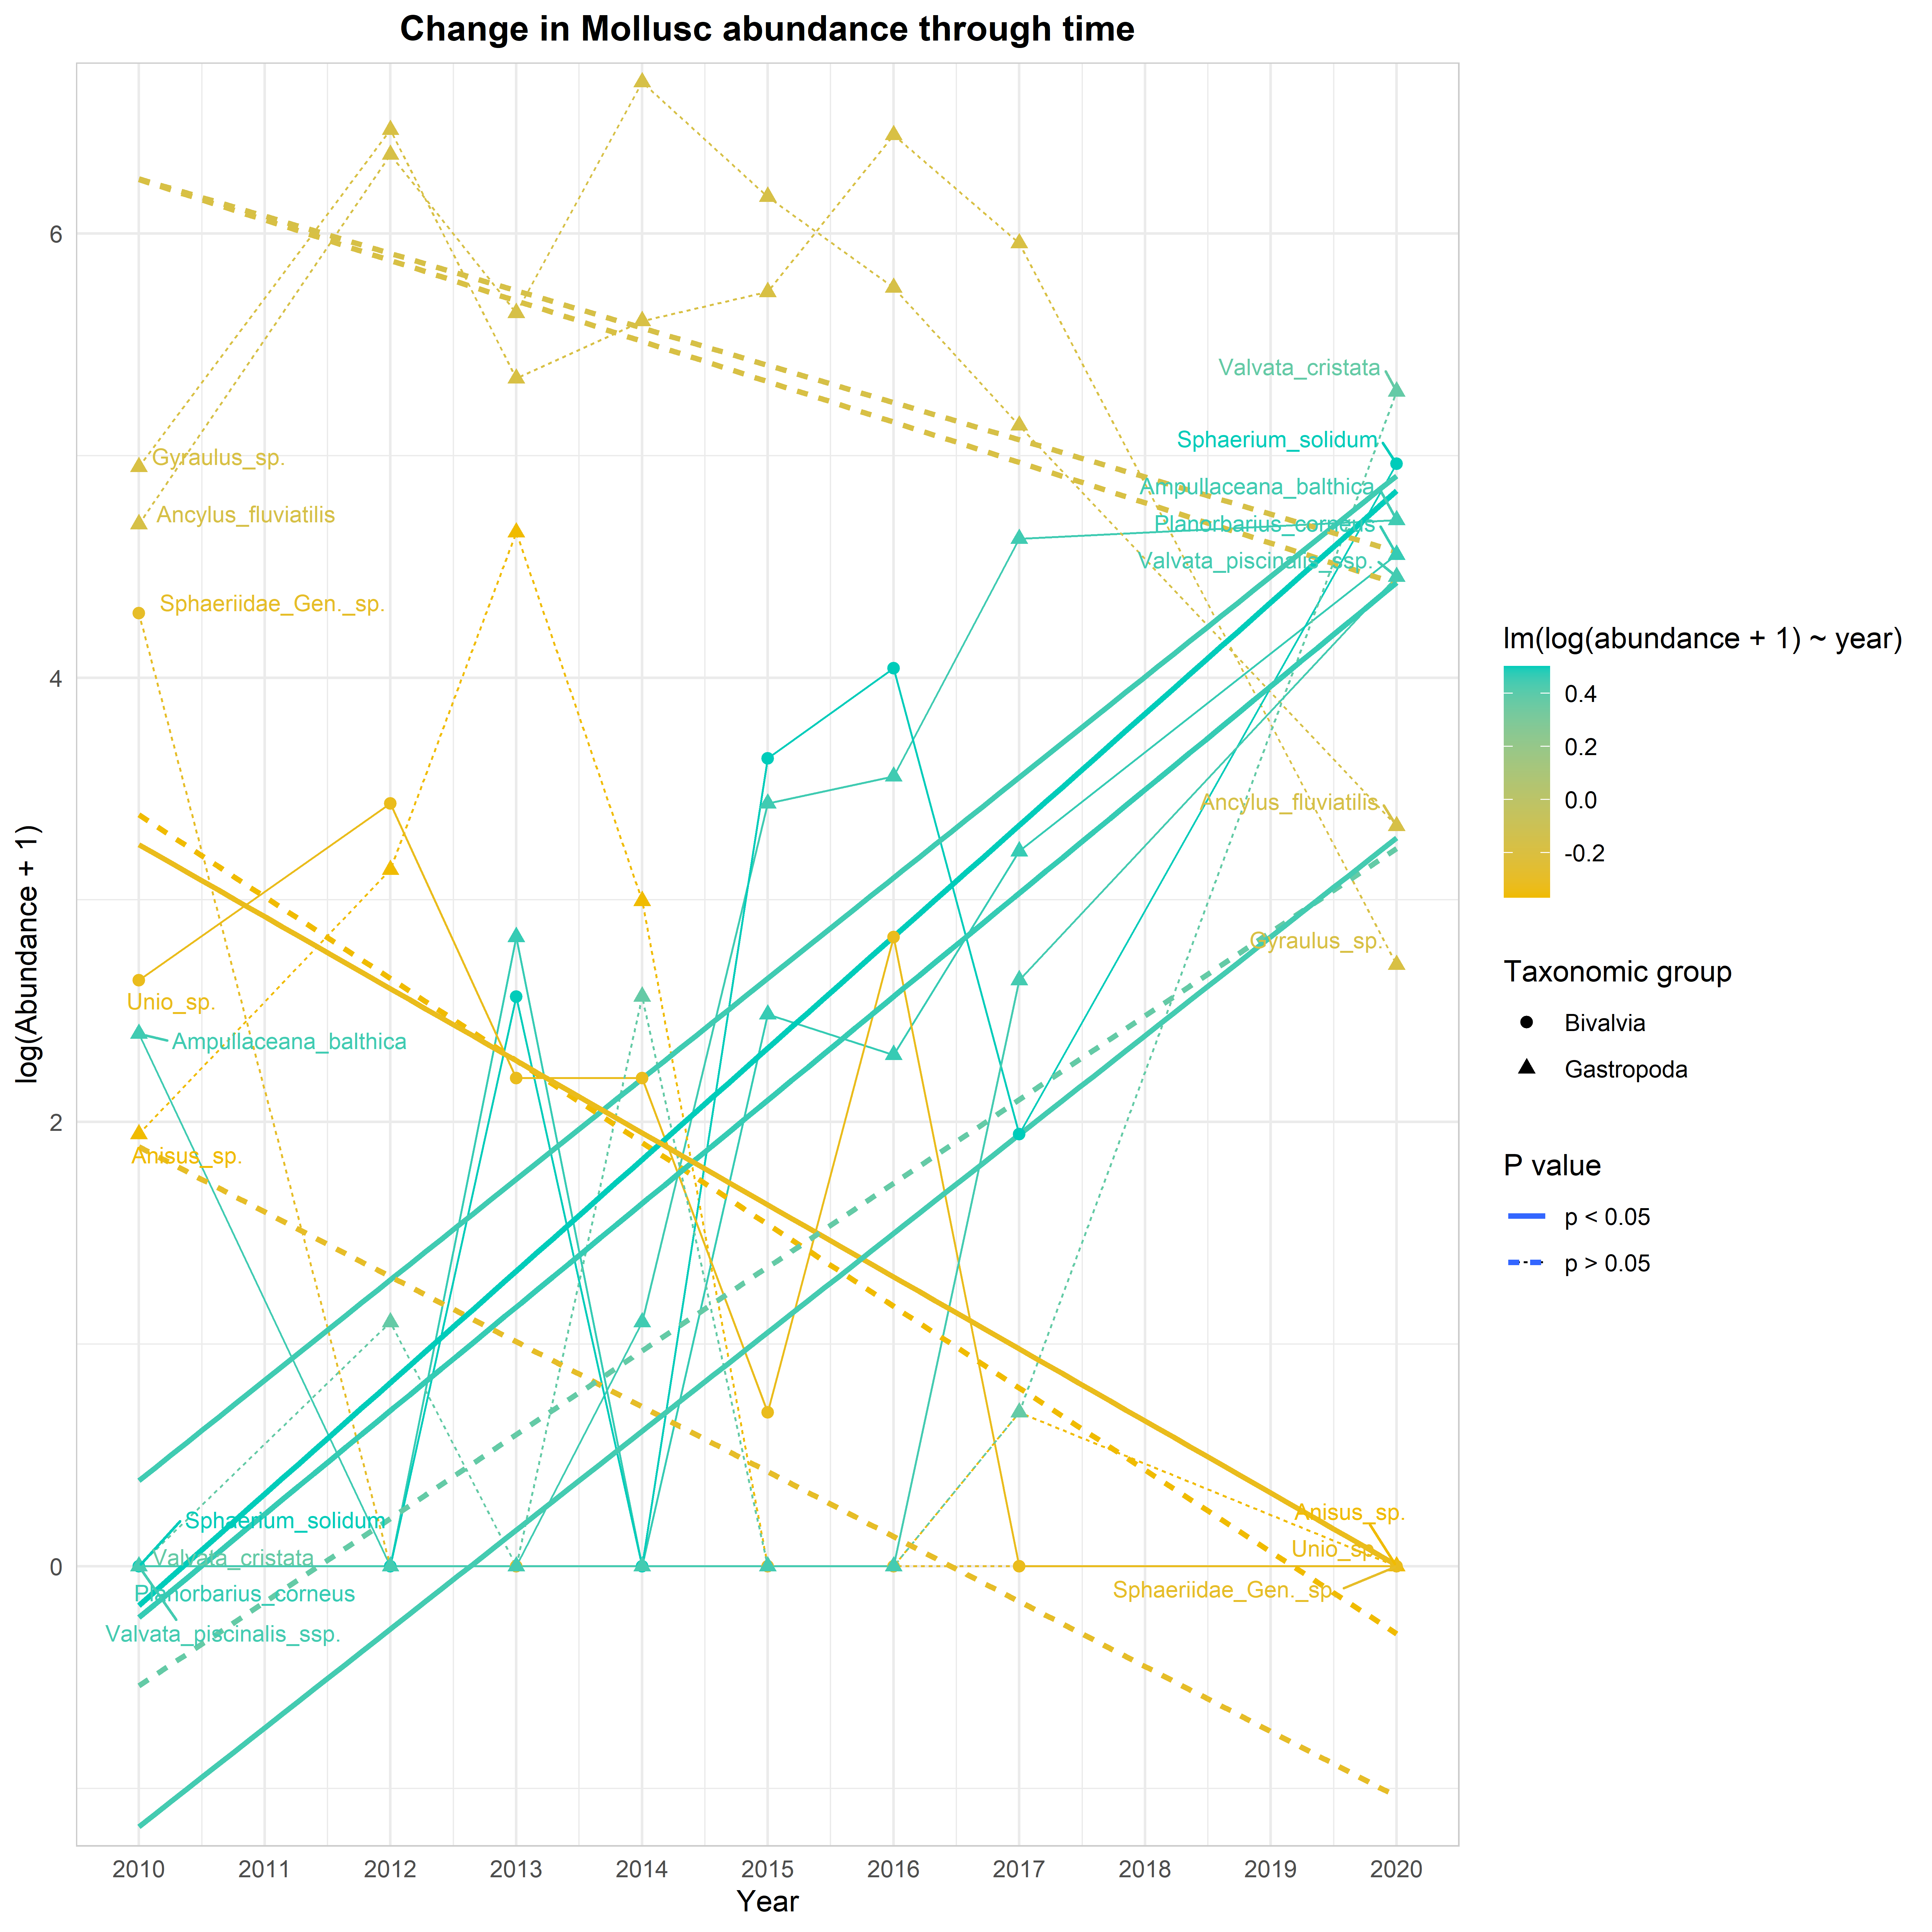 Change in Mollusc abundance through time
log(Abundance + 1)
6
4
2
0
Gyraulus_sp.
Ancylus_fluviatilis
Sphaeriidae_Gen._sp.
Unio_sp.
Ampullaceana_balthica
Anisus_sp.
Sphaerium_solidum
Valvata_cristata
Planorbarius_corneus
Valvata_piscinalis_ssp.
Valvata_cristata
Sphaerium_solidum
Ampullaceana_balthica
Planorbarius_corneus
Valvata_piscinalis_ssp.
Ancylus_fluviatilis
Gyraulus_sp.
Anisus_sp.
Unio_sp.
Sphaeriidae_Gen._sp.
2010 2011 2012 2013 2014 2015 2016 2017 2018 2019 2020
Year
lm(log(abundance + 1) ~ year)
0.4
0.2
0.0
-0.2
Taxonomic group
Bivalvia
Gastropoda
P value
p < 0.05
p > 0.05